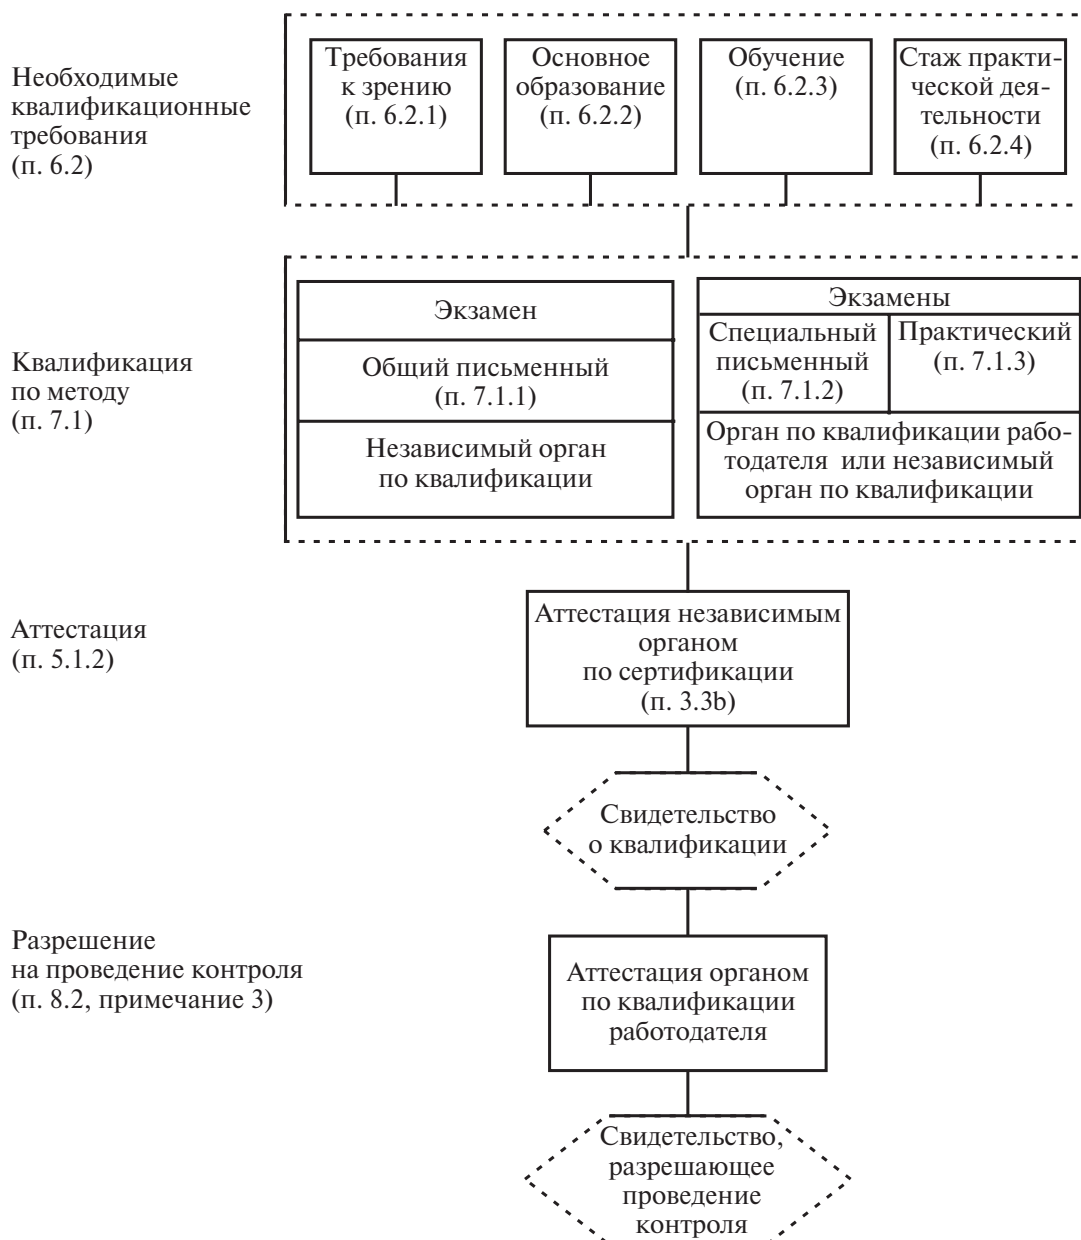 Необходимые
квалификационные
требования
(п. 6.2)
Требования
к зрению
(п. 6.2.1)
Основное
образование
(п. 6.2.2)
Обучение
(п. 6.2.3)
Стаж практи-
ческой дея-
тельности
(п. 6.2.4)
Квалификация
по методу
(п. 7.1)
Экзамен
Общий письменный
(п. 7.1.1)
Независимый орган
по квалификации
Экзамены
Специальный
письменный
(п. 7.1.2)
Практический
(п. 7.1.3)
Орган по квалификации рабо-
тодателя или независимый
орган по квалификации
Аттестация
(п. 5.1.2)
Аттестация независимым
органом
по сертификации
(п. 3.3b)
Свидетельство
о квалификации
Разрешение
на проведение контроля
(п. 8.2, примечание 3)
Аттестация органом
по квалификации
работодателя
Свидетельство,
разрешающее
проведение
контроля